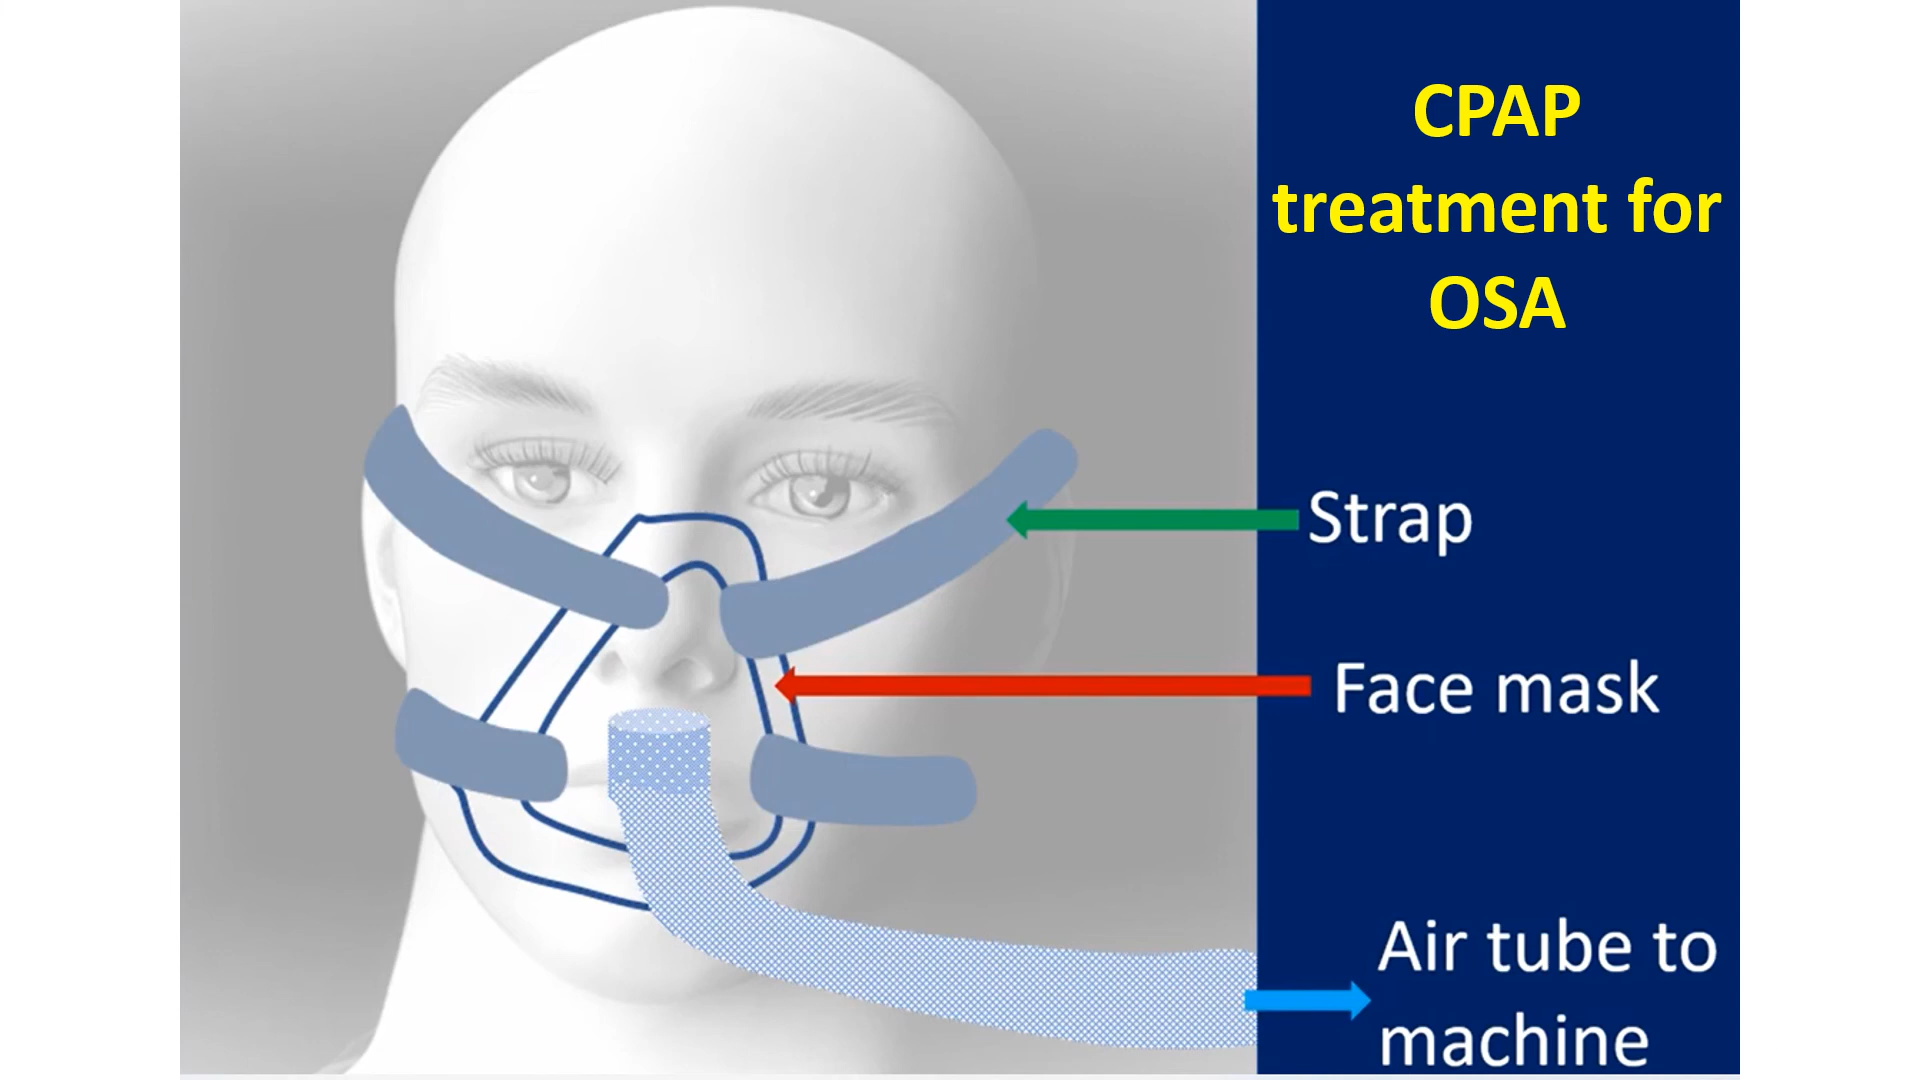 CPAP
treatment for
OSA
Strap
Face mask
Air tube to
machine